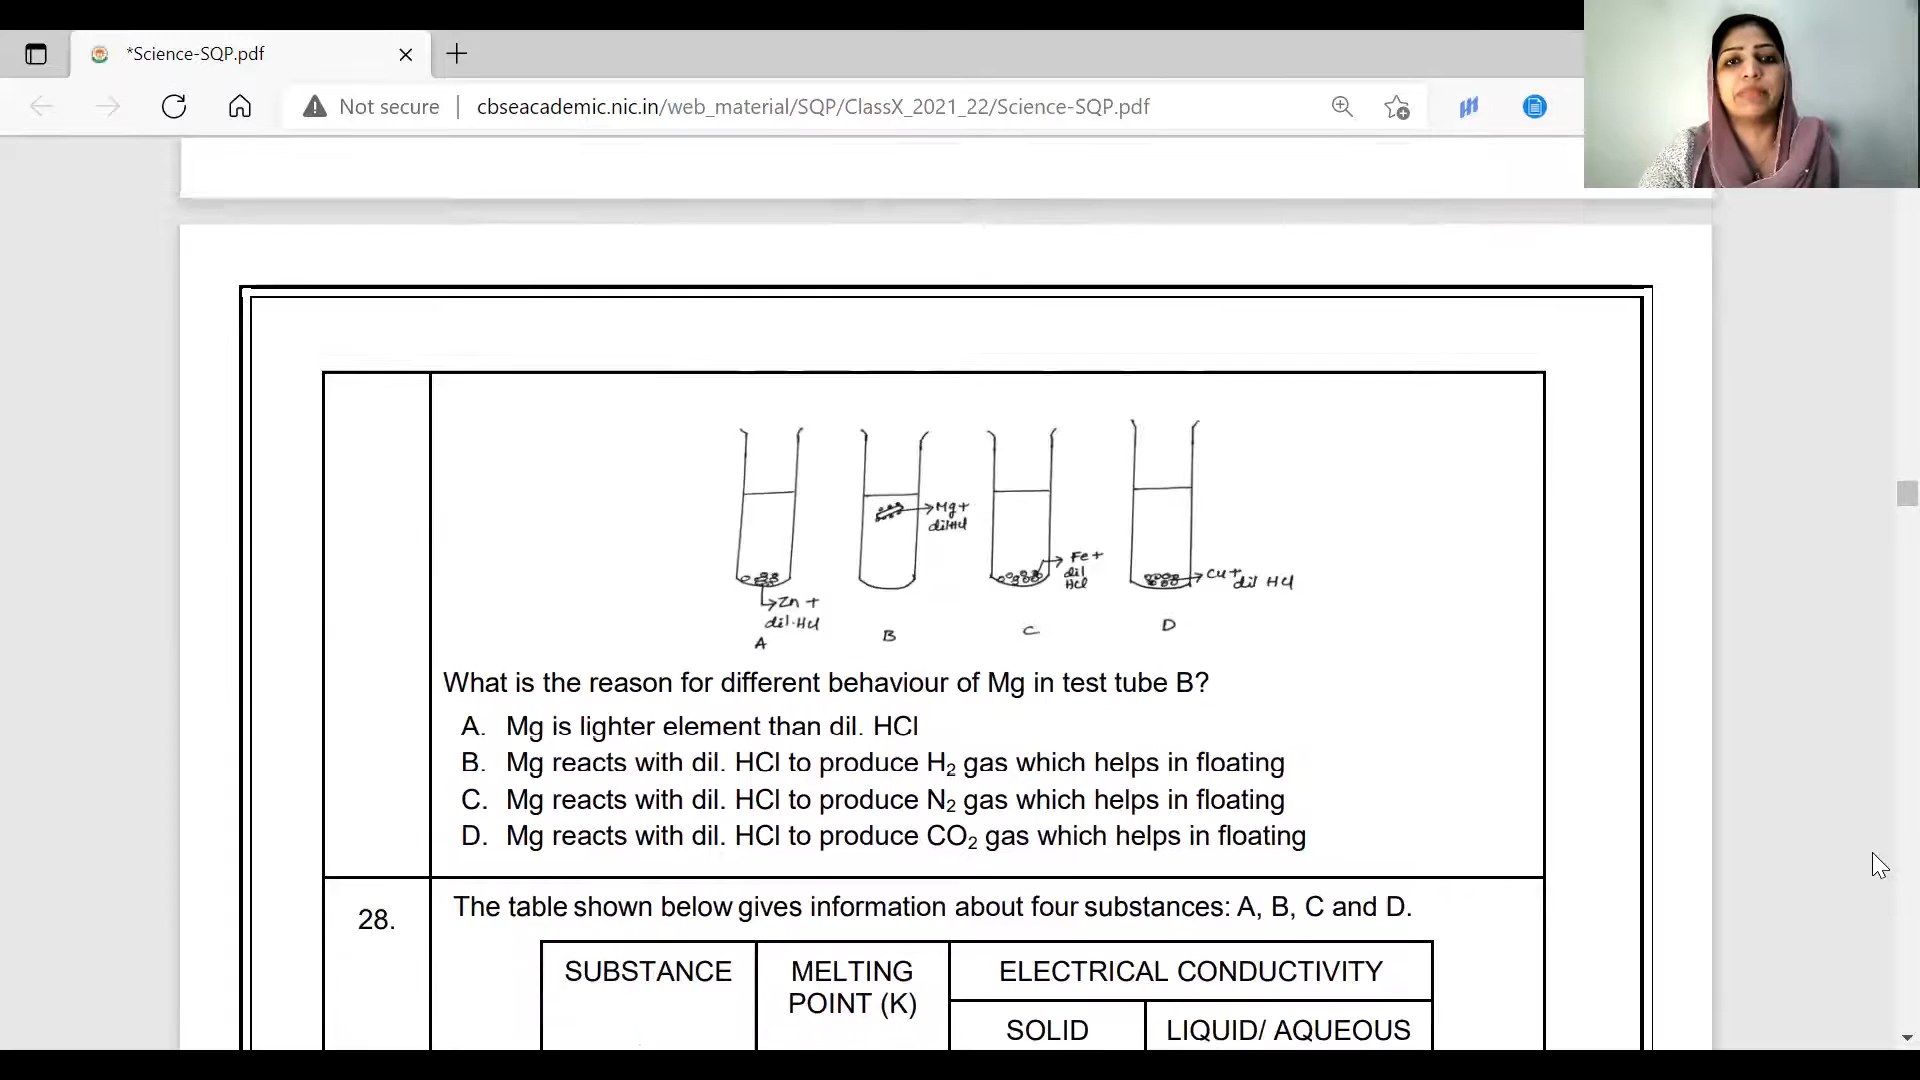 *Science-SQP.pdf
Not secure
cbseacademic.nic.in/web_material/SQP/ClassX_2021_22/Science-SQP.pdf
Mg+
dil HCl
Fe+
dil
HCl
Cu+
dil HCl
Zn +
dil. HCl
A
B
C
D
What is the reason for different behaviour of Mg in test tube B?
A. Mg is lighter element than dil. HCl
B. Mg reacts with dil. HCl to produce H₂ gas which helps in floating
C. Mg reacts with dil. HCl to produce N₂ gas which helps in floating
D. Mg reacts with dil. HCl to produce CO₂ gas which helps in floating
28.
The table shown below gives information about four substances: A, B, C and D.
SUBSTANCE
MELTING
POINT (K)
ELECTRICAL CONDUCTIVITY
SOLID
LIQUID/ AQUEOUS